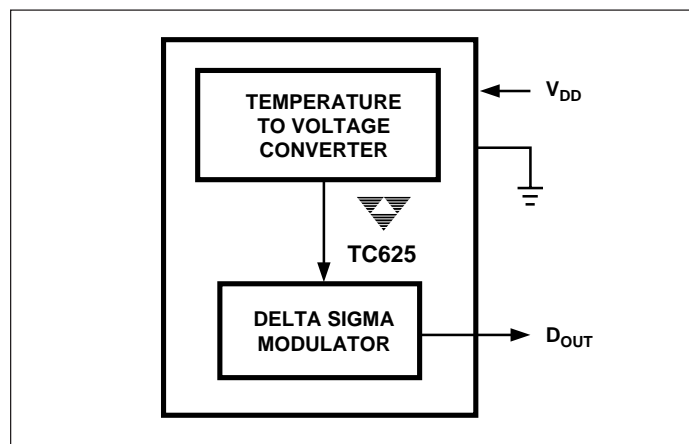 TEMPERATURE
TO VOLTAGE
CONVERTER
V_DD
TC625
DELTA SIGMA
MODULATOR
D_OUT